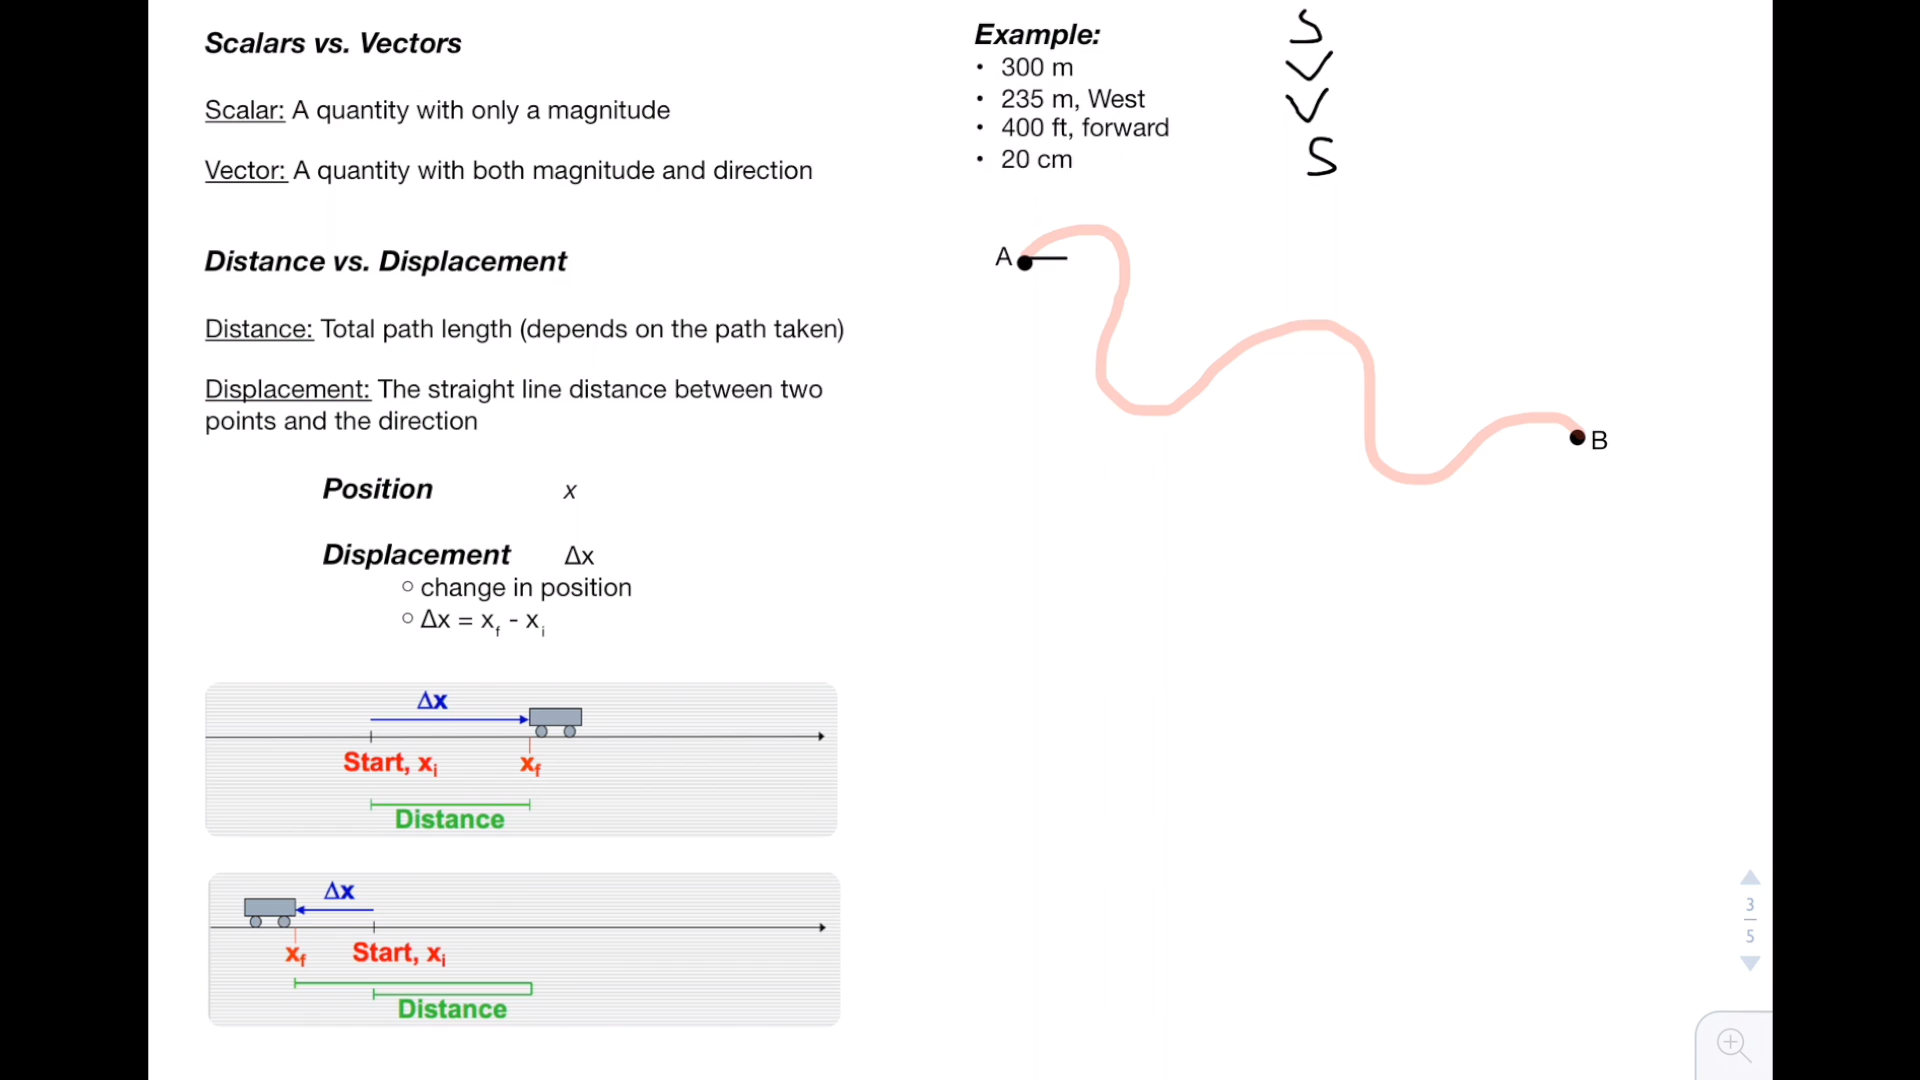 Scalars vs. Vectors
Scalar: A quantity with only a magnitude
Vector: A quantity with both magnitude and direction
Distance vs. Displacement
Distance: Total path length (depends on the path taken)
Displacement: The straight line distance between two
points and the direction
Position x
Displacement Δx
○ change in position
○ Δx = xf - xi
Δx
Start, xi xf
Distance
Δx
xf Start, xi
Distance
Example: S
• 300 m V
• 235 m, West V
• 400 ft, forward
• 20 cm S
A
B
3
5